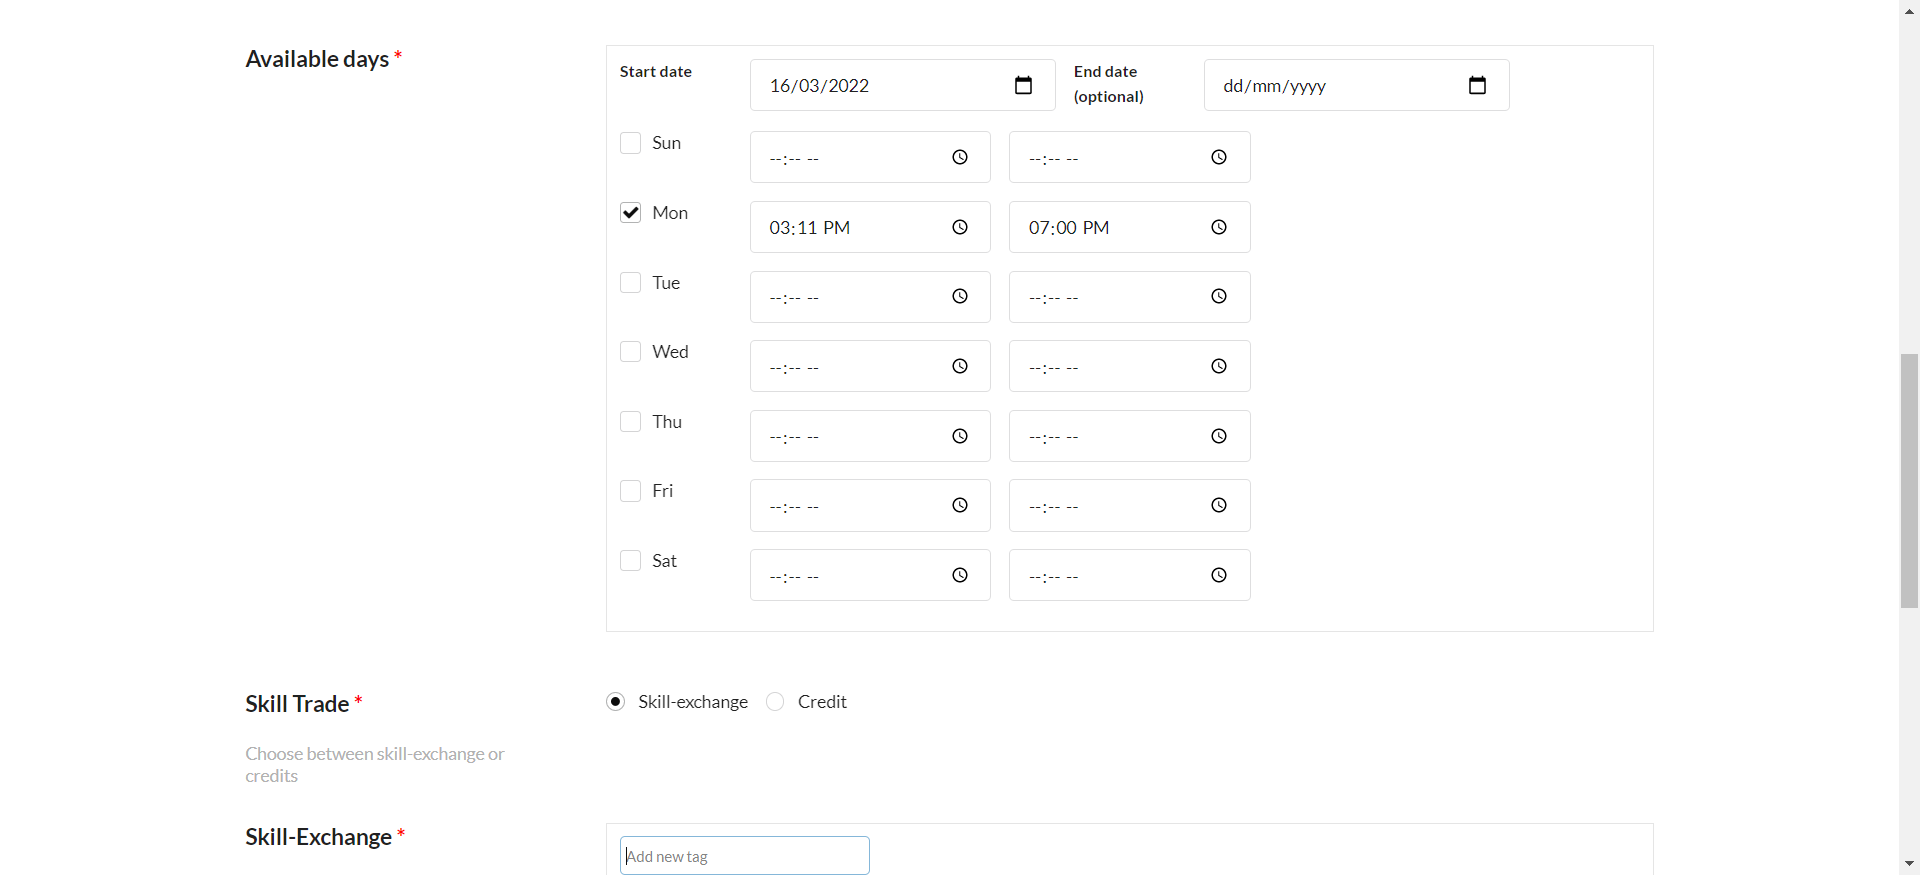 Available days *
Start date
16/03/2022
End date
(optional)
dd/mm/yyyy
Sun
--:-- --
--:-- --
Mon
03:11 PM
07:00 PM
Tue
--:-- --
--:-- --
Wed
--:-- --
--:-- --
Thu
--:-- --
--:-- --
Fri
--:-- --
--:-- --
Sat
--:-- --
--:-- --
Skill Trade *
Skill-exchange
Credit
Choose between skill-exchange or
credits
Skill-Exchange *
Add new tag